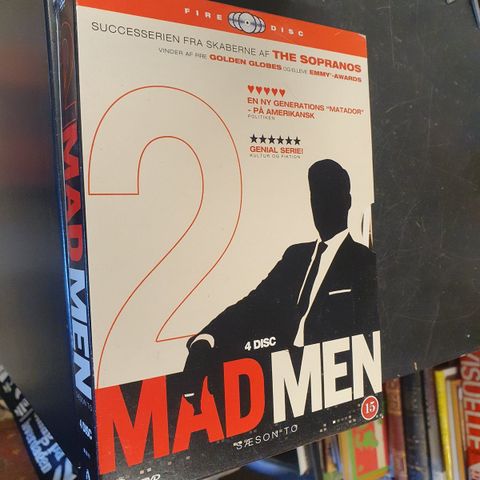 FIRE DISC
SUCCESSERIEN FRA SKABERNE AF THE SOPRANOS
VINDER AF FIRE GOLDEN GLOBES OG ELLEVE EMMY-AWARDS
EN NY GENERATIONS "MATADOR"
- PÅ AMERIKANSK
POLITIKEN
GENIAL SERIE!
KULTUR OG FIKTION
2
4 DISC
MAD MEN
SÆSON TO
15
MAD MEN
4 DISC